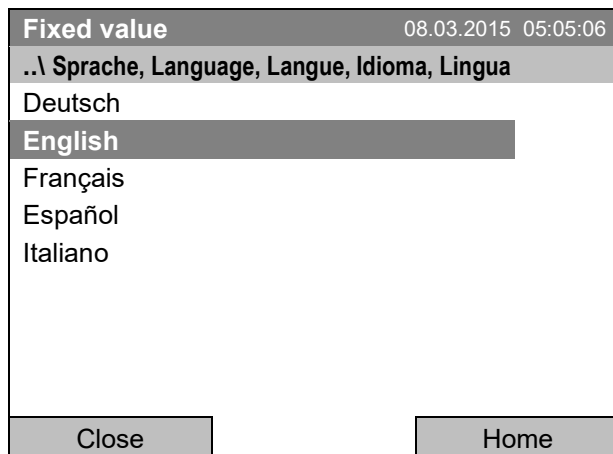 Fixed value 08.03.2015 05:05:06
..\ Sprache, Language, Langue, Idioma, Lingua
Deutsch
English
Français
Español
Italiano
Close Home